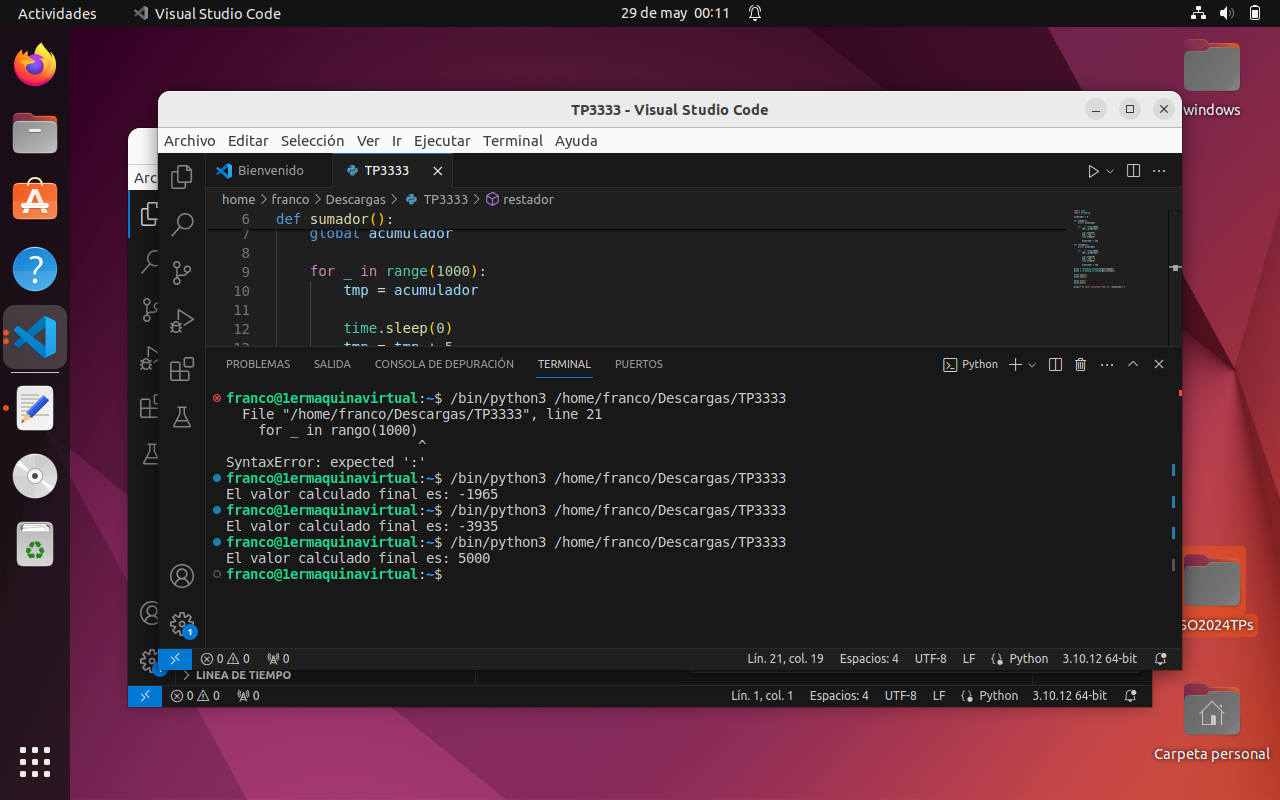 Actividades
Visual Studio Code
29 de may 00:11
windows
TP3333 - Visual Studio Code
Archivo Editar Selección Ver Ir Ejecutar Terminal Ayuda
Arc
Bienvenido
TP3333
home > franco > Descargas > TP3333 > restador
6 def sumador():
7 global acumulador
8
9 for _ in range(1000):
10 tmp = acumulador
11
12 time.sleep(0)
13 tmp = tmp + 5
PROBLEMAS SALIDA CONSOLA DE DEPURACIÓN TERMINAL PUERTOS
Python
franco@1ermaquinavirtual:~$ /bin/python3 /home/franco/Descargas/TP3333
File "/home/franco/Descargas/TP3333", line 21
for _ in rango(1000)
^
SyntaxError: expected ':'
franco@1ermaquinavirtual:~$ /bin/python3 /home/franco/Descargas/TP3333
El valor calculado final es: -1965
franco@1ermaquinavirtual:~$ /bin/python3 /home/franco/Descargas/TP3333
El valor calculado final es: -3935
franco@1ermaquinavirtual:~$ /bin/python3 /home/franco/Descargas/TP3333
El valor calculado final es: 5000
franco@1ermaquinavirtual:~$
1
0 0 0 Lín. 21, col. 19 Espacios: 4 UTF-8 LF Python 3.10.12 64-bit
LINEA DE TIEMPO
0 0 0 Lín. 1, col. 1 Espacios: 4 UTF-8 LF Python 3.10.12 64-bit
SO2024TPs
Carpeta personal